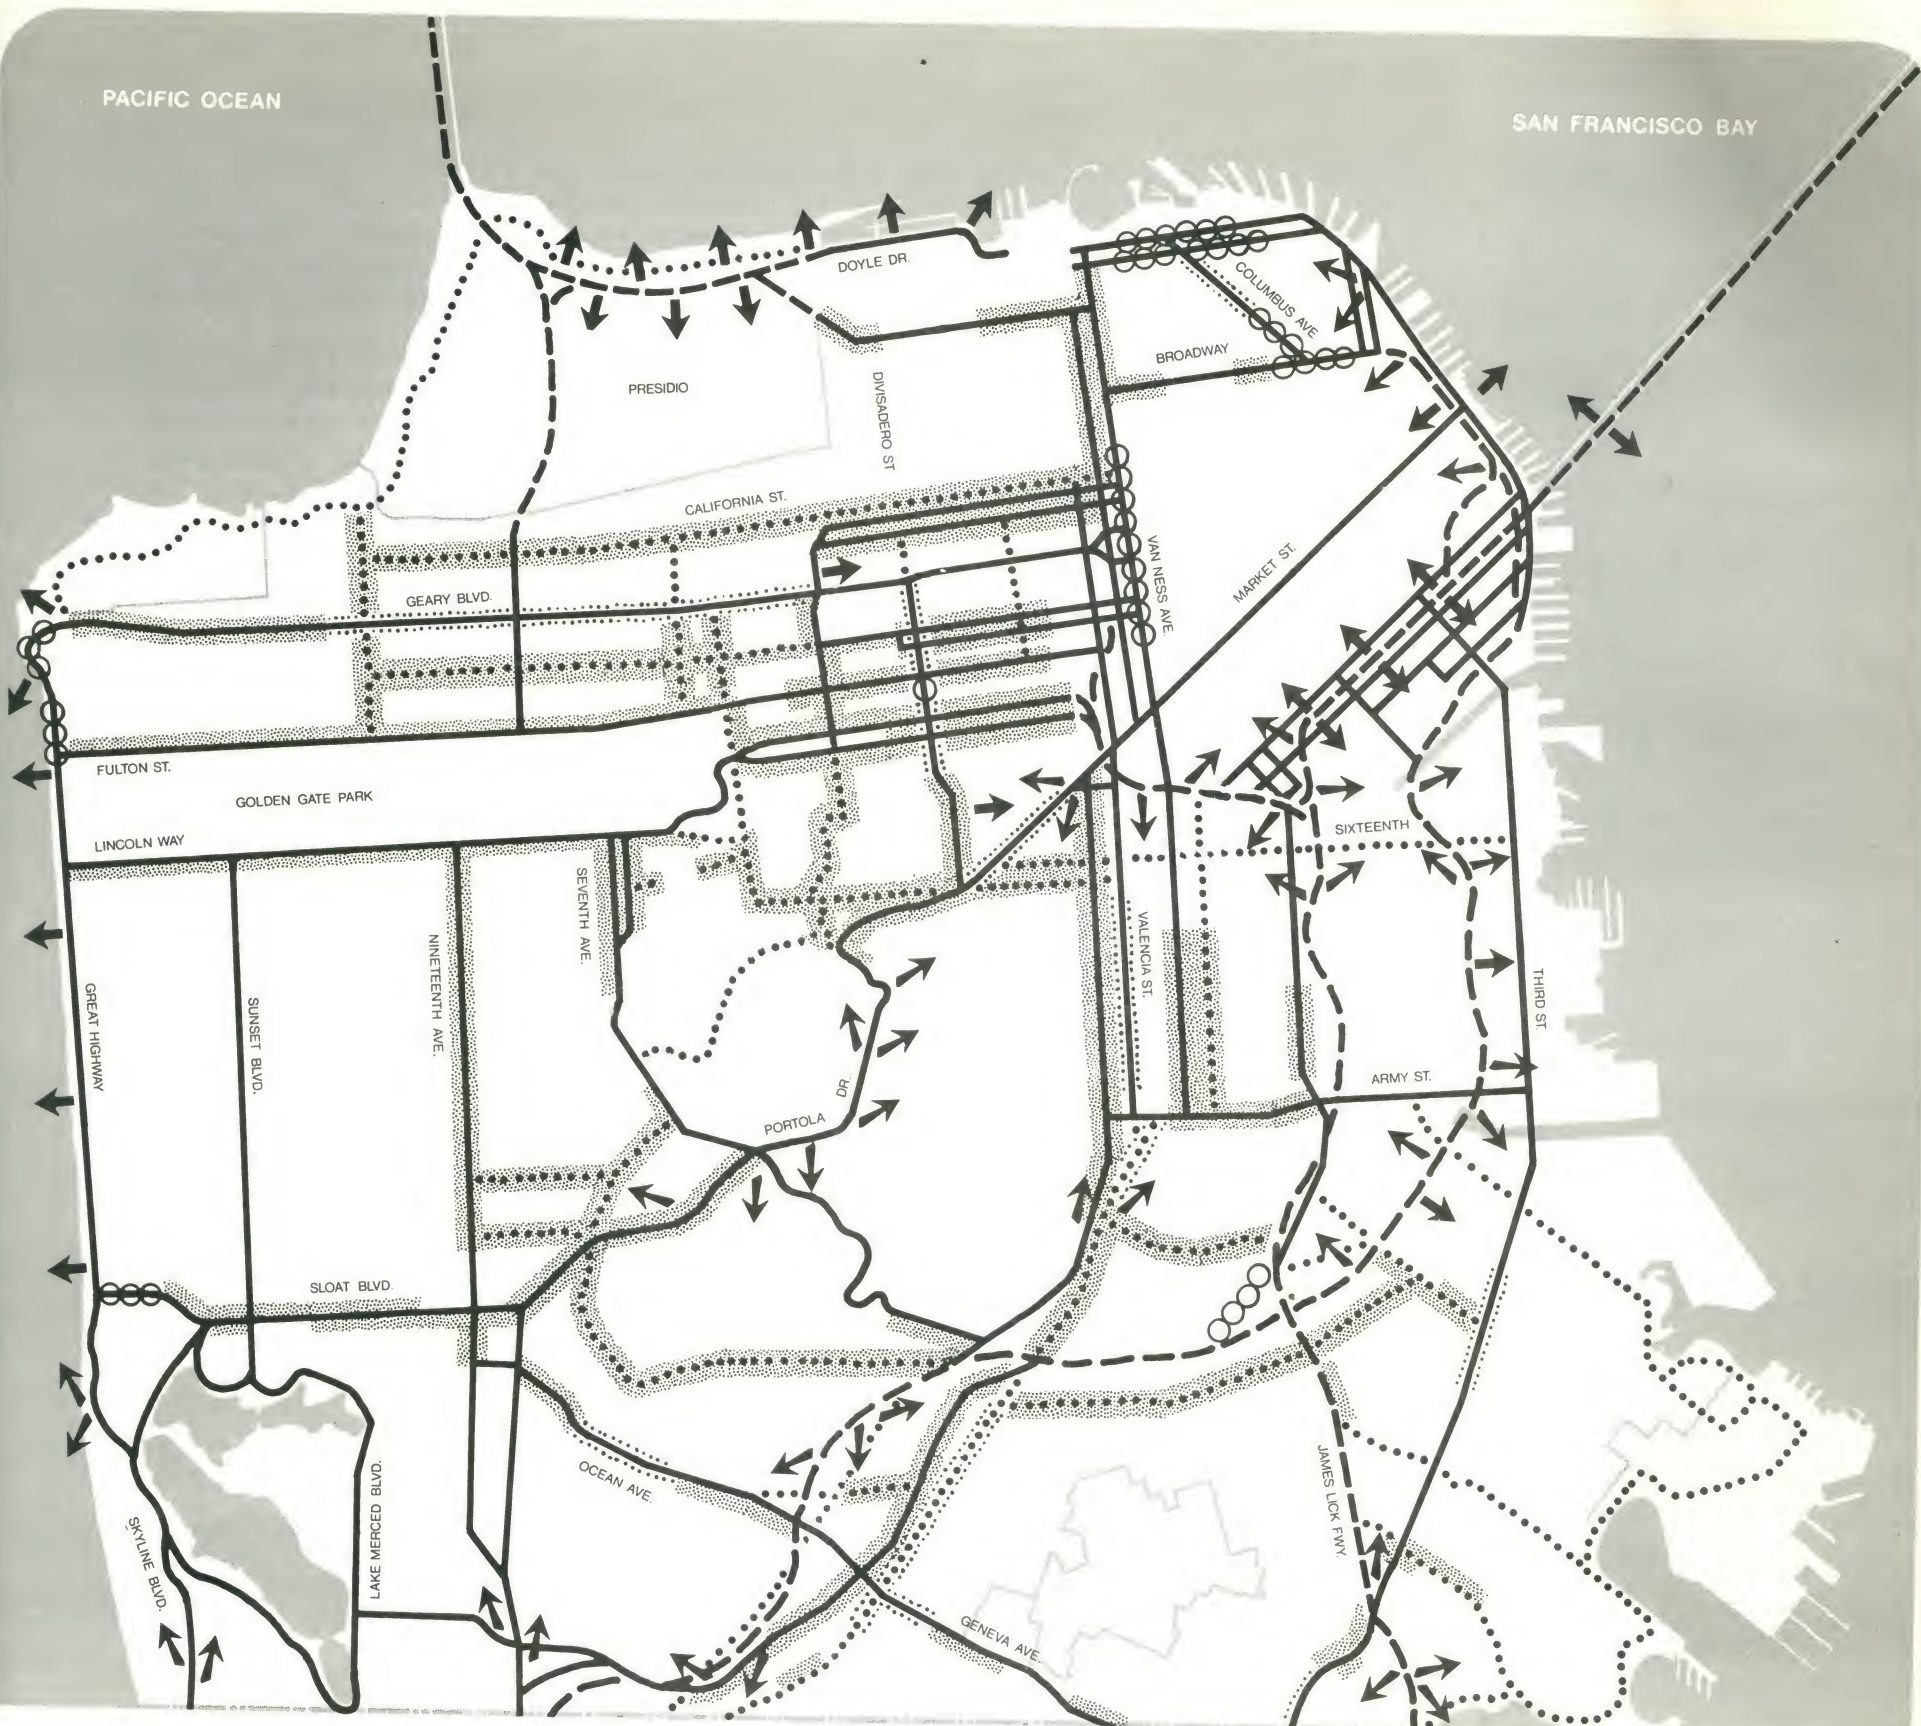 PACIFIC OCEAN
SAN FRANCISCO BAY
DOYLE DR.
COLUMBUS AVE
BROADWAY
PRESIDIO
DIVISADERO ST
CALIFORNIA ST.
VAN NESS AVE.
MARKET ST.
GEARY BLVD.
FULTON ST.
GOLDEN GATE PARK
LINCOLN WAY
SIXTEENTH
SEVENTH AVE.
NINETEENTH AVE.
VALENCIA ST.
THIRD ST.
GREAT HIGHWAY
SUNSET BLVD.
ARMY ST.
PORTOLA DR.
SLOAT BLVD.
OCEAN AVE.
JAMES LICK FWY.
LAKE MERCED BLVD.
SKYLINE BLVD.
GENEVA AVE.